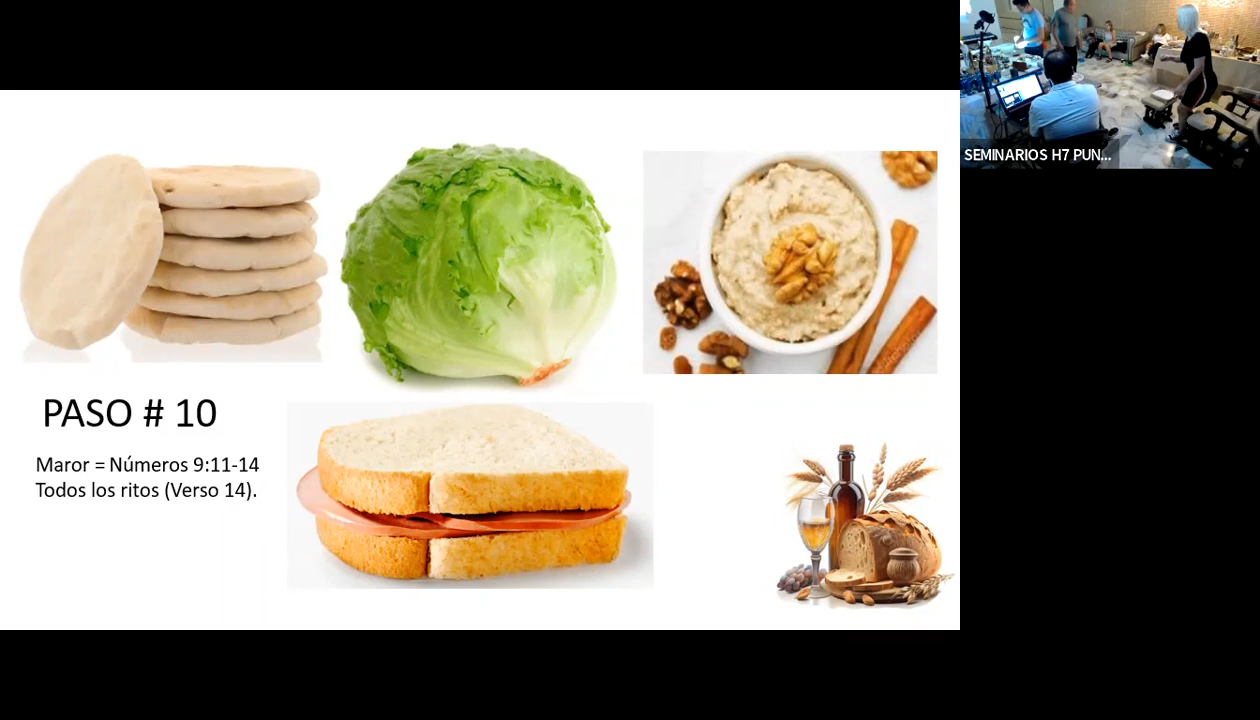 SEMINARIOS H7 PUN...
PASO # 10
Maror = Números 9:11-14
Todos los ritos (Verso 14).